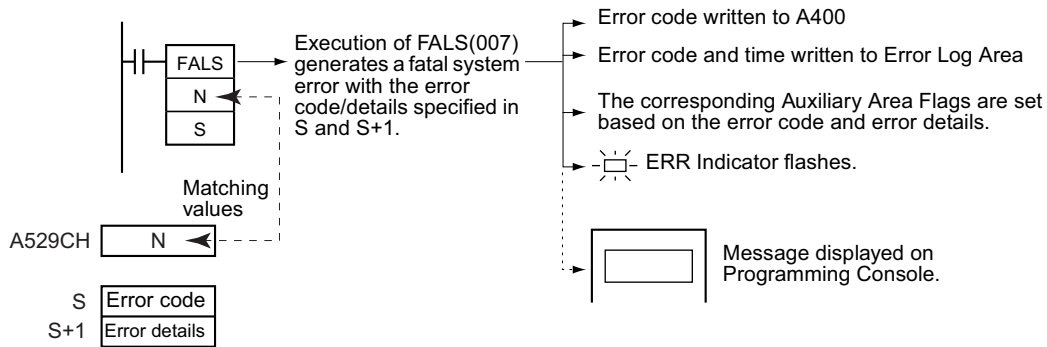 FALS
N
S
Execution of FALS(007)
generates a fatal system
error with the error
code/details specified in
S and S+1.
Error code written to A400
Error code and time written to Error Log Area
The corresponding Auxiliary Area Flags are set
based on the error code and error details.
ERR Indicator flashes.
Message displayed on
Programming Console.
Matching
values
A529CH N
S Error code
S+1 Error details